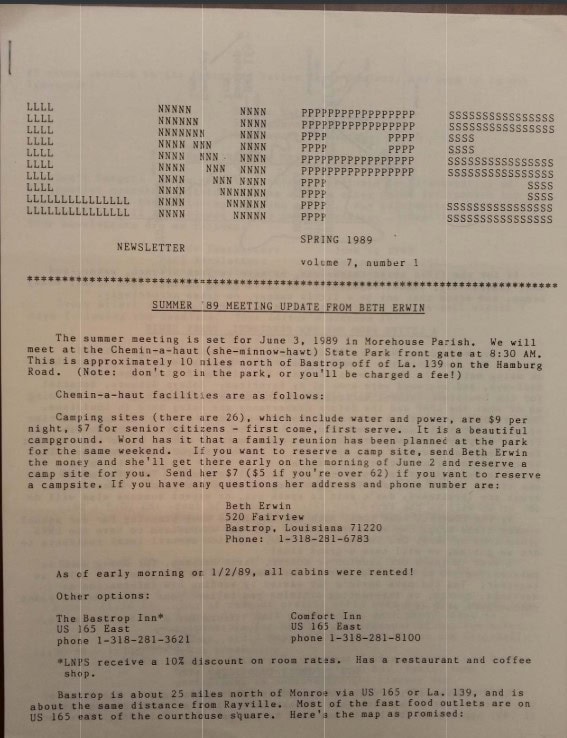 LLLL NNNNN NNNN PPPPPPPPPPPPPPPPP SSSSSSSSSSSSSSSS
LLLL NNNNNN NNNN PPPPPPPPPPPPPPPPP SSSSSSSSSSSSSSSS
LLLL NNNNNNN NNNN PPPP PPPP SSSS
LLLL NNNN NNN NNNN PPPP PPPP SSSS
LLLL NNNN NNN NNNN PPPPPPPPPPPPPPPPP SSSSSSSSSSSSSSSS
LLLL NNNN NNN NNNN PPPPPPPPPPPPPPPPP SSSSSSSSSSSSSSSS
LLLL NNNN NNN NNNN PPPP SSSS
LLLL NNNN NNNNNNN PPPP SSSS
LLLLLLLLLLLLLLLL NNNN NNNNNN PPPP SSSSSSSSSSSSSSSS
LLLLLLLLLLLLLLLL NNNN NNNNN PPPP SSSSSSSSSSSSSSSS
NEWSLETTER SPRING 1989
volume 7, number 1
********************************************************************************
SUMMER '89 MEETING UPDATE FROM BETH ERWIN
The summer meeting is set for June 3, 1989 in Morehouse Parish. We will
meet at the Chemin-a-haut (she-minnow-hawt) State Park front gate at 8:30 AM.
This is approximately 10 miles north of Bastrop off of La. 139 on the Hamburg
Road. (Note: don't go in the park, or you'll be charged a fee!)
Chemin-a-haut facilities are as follows:
Camping sites (there are 26), which include water and power, are $9 per
night, $7 for senior citizens - first come, first serve. It is a beautiful
campground. Word has it that a family reunion has been planned at the park
for the same weekend. If you want to reserve a camp site, send Beth Erwin
the money and she'll get there early on the morning of June 2 and reserve a
camp site for you. Send her $7 ($5 if you're over 62) if you want to reserve
a campsite. If you have any questions her address and phone number are:
Beth Erwin
520 Fairview
Bastrop, Louisiana 71220
Phone: 1-318-281-6783
As of early morning on 1/2/89, all cabins were rented!
Other options:
The Bastrop Inn* Comfort Inn
US 165 East US 165 East
phone 1-318-281-3621 phone 1-318-281-8100
*LNPS receive a 10% discount on room rates. Has a restaurant and coffee
shop.
Bastrop is about 25 miles north of Monroe via US 165 or La. 139, and is
about the same distance from Rayville. Most of the fast food outlets are on
US 165 east of the courthouse square. Here's the map as promised: